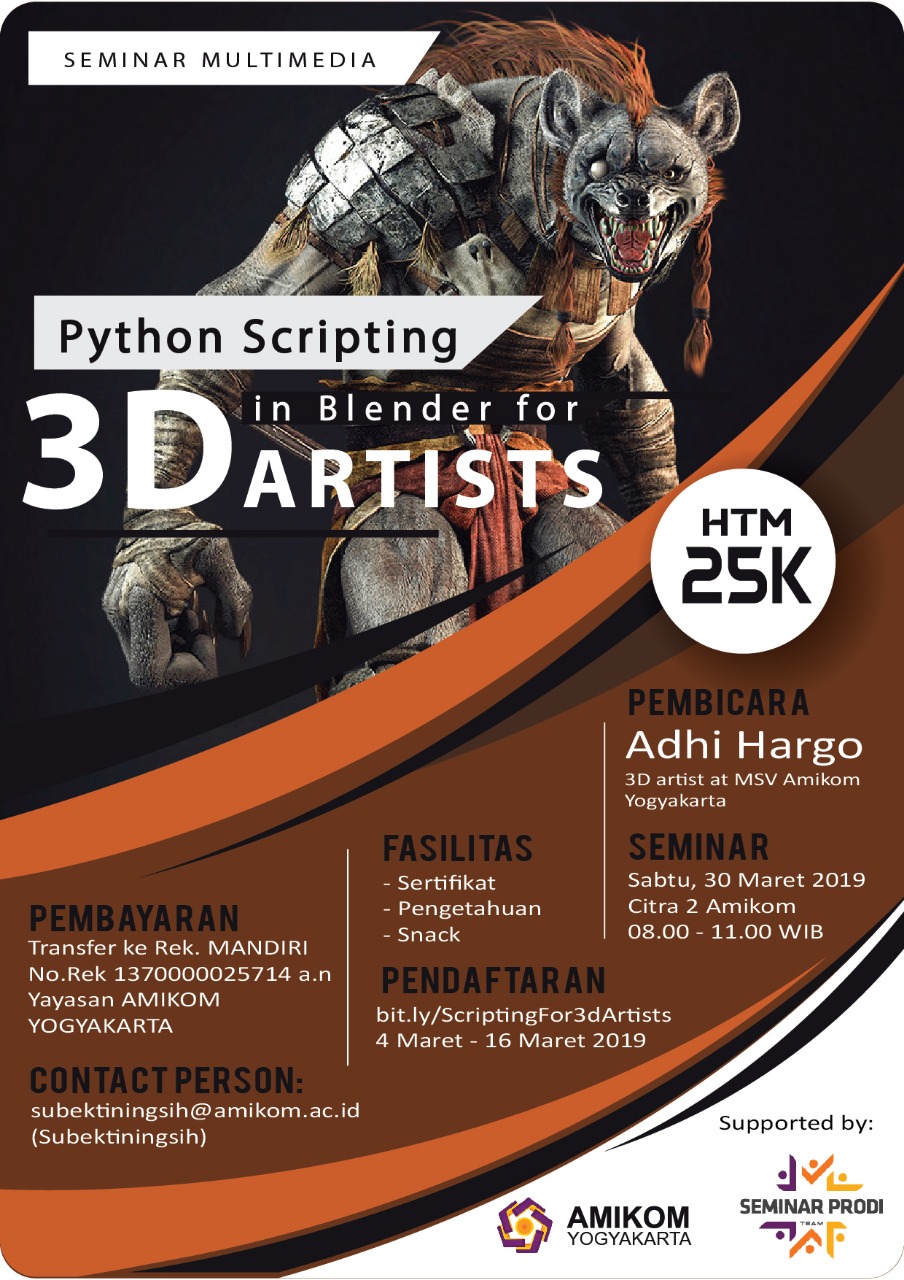 SEMINAR MULTIMEDIA
Python Scripting
3D in Blender for
ARTISTS
HTM
25K
PEMBICARA
Adhi Hargo
3D artist at MSV Amikom
Yogyakarta
SEMINAR
Sabtu, 30 Maret 2019
Citra 2 Amikom
08.00 - 11.00 WIB
FASILITAS
- Sertifikat
- Pengetahuan
- Snack
PENDAFTARAN
bit.ly/ScriptingFor3dArtists
4 Maret - 16 Maret 2019
PEMBAYARAN
Transfer ke Rek. MANDIRI
No.Rek 1370000025714 a.n
Yayasan AMIKOM
YOGYAKARTA
CONTACT PERSON:
subektiningsih@amikom.ac.id
(Subektiningsih)
Supported by:
AMIKOM
YOGYAKARTA
SEMINAR PRODI
TEAM